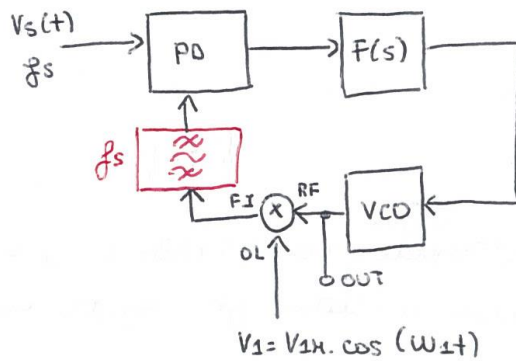 Vs(t)
fs
PD
F(s)
fs
FI
RF
x
VCO
OL
OUT
V1 = V1M. cos (ω1t)